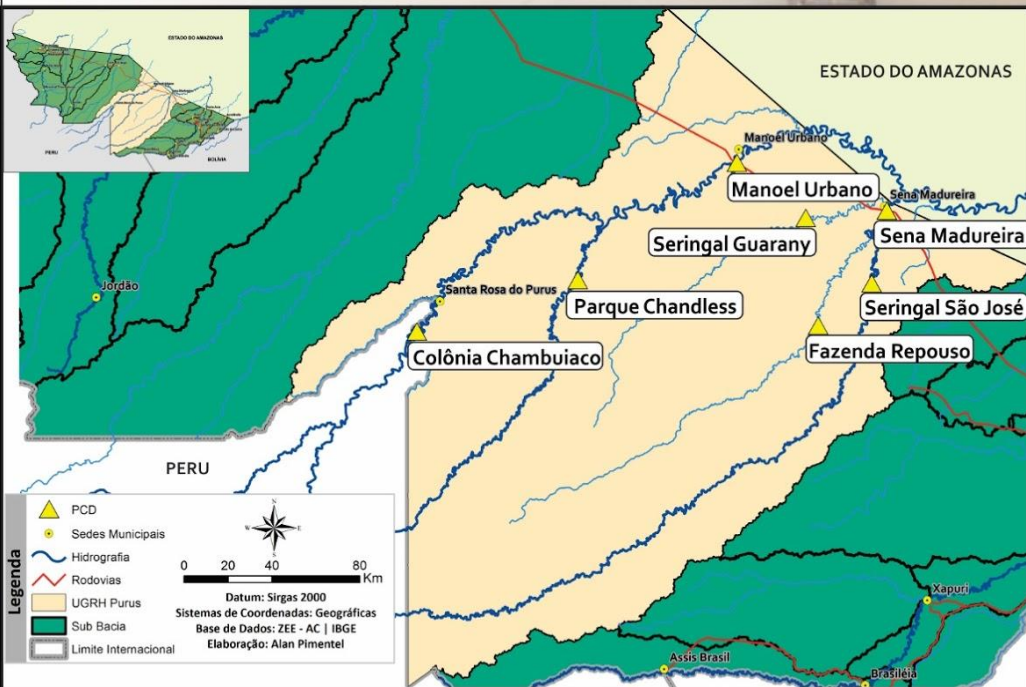 ESTADO DO AMAZONAS
PERU
BOLÍVIA
ESTADO DO AMAZONAS
Manoel Urbano
Manoel Urbano
Sena Madureira
Sena Madureira
Seringal Guarany
Jordão
Santa Rosa do Purus
Parque Chandless
Seringal São José
Colônia Chambuiaco
Fazenda Repouso
PERU
Legenda
PCD
Sedes Municipais
Hidrografia
Rodovias
UGRH Purus
Sub Bacia
Limite Internacional
N
W E
S
0 20 40 80
Km
Datum: Sirgas 2000
Sistemas de Coordenadas: Geográficas
Base de Dados: ZEE - AC | IBGE
Elaboração: Alan Pimentel
Xapuri
Assis Brasil
Brasiléia